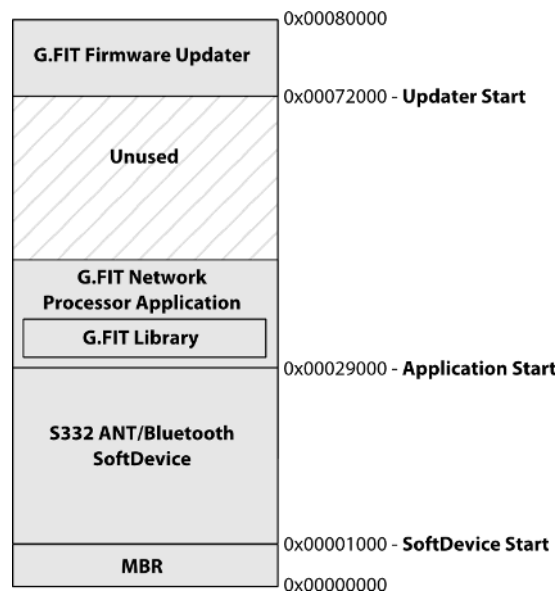 0x00080000
G.FIT Firmware Updater
0x00072000 - Updater Start
Unused
G.FIT Network
Processor Application
G.FIT Library
0x00029000 - Application Start
S332 ANT/Bluetooth
SoftDevice
0x00001000 - SoftDevice Start
MBR
0x00000000